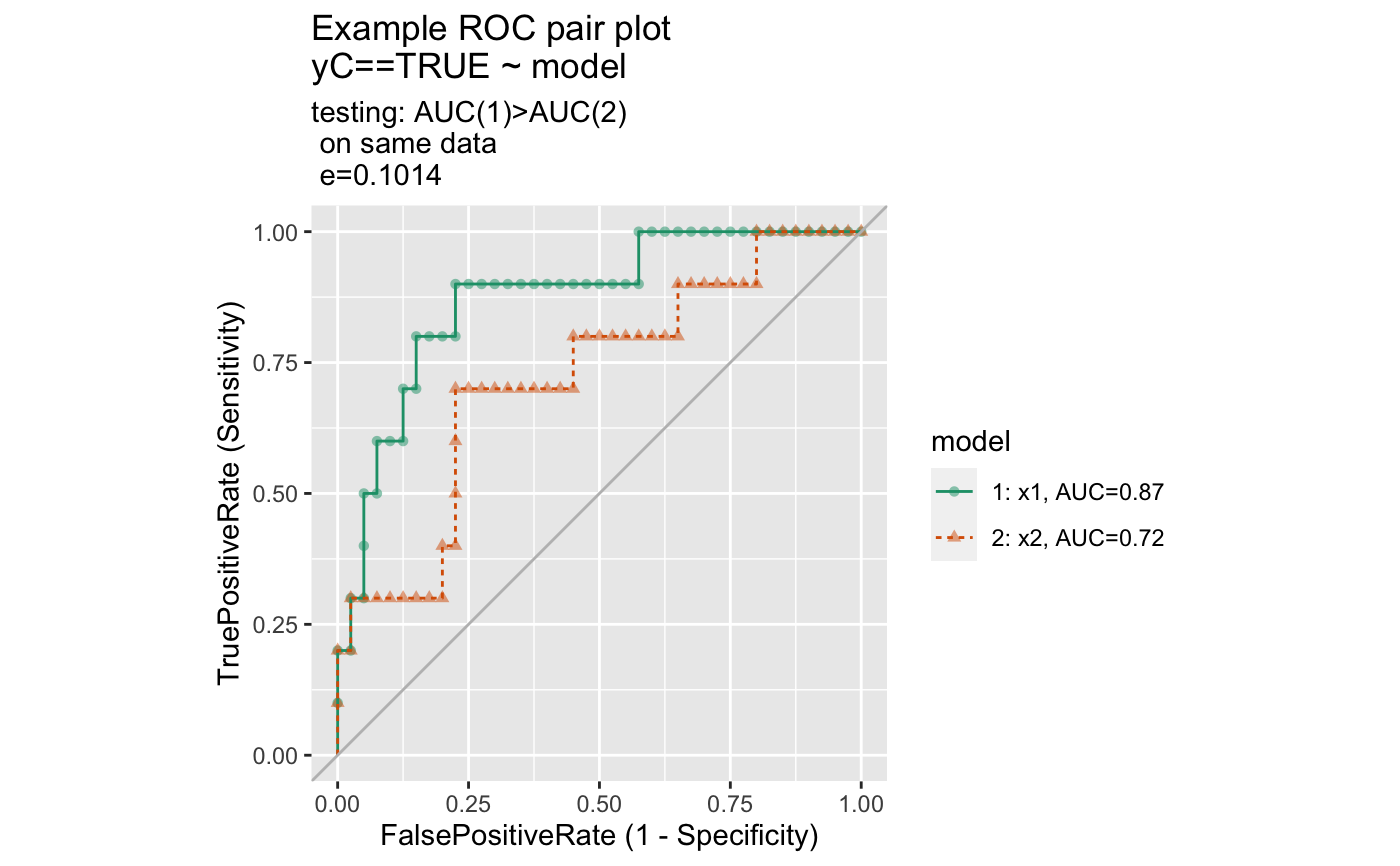 Example ROC pair plot
yC==TRUE ~ model
testing: AUC(1)>AUC(2)
on same data
e=0.1014
TruePositiveRate (Sensitivity)
1.00
0.75
0.50
0.25
0.00
0.00 0.25 0.50 0.75 1.00
FalsePositiveRate (1 - Specificity)
model
1: x1, AUC=0.87
2: x2, AUC=0.72